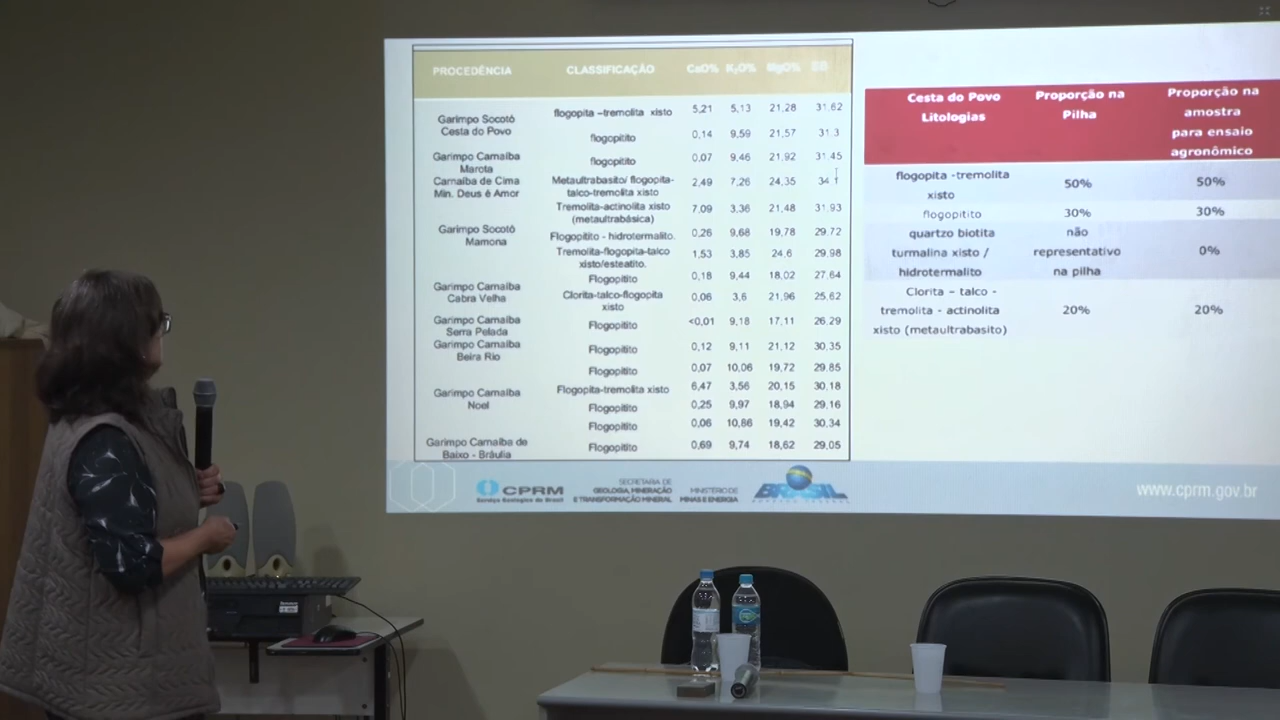 PROCEDÊNCIA CLASSIFICAÇÃO CaO% K₂O% MgO%
Garimpo Socotó
Cesta do Povo
flogopita –tremolita xisto 5,21 5,13 21,28 31,62
flogopitito 0,14 9,59 21,57 31,3
Garimpo Carnaíba
Marota
flogopitito 0,07 9,46 21,92 31,45
Carnaíba de Cima
Min. Deus é Amor
Metaultrabasito/ flogopita-
talco-tremolita xisto
2,49 7,26 24,35 34,1
Tremolita-actinolita xisto
(metaultrabásica)
7,09 3,36 21,48 31,93
Garimpo Socotó
Mamona
Flogopitito - hidrotermalito. 0,26 9,68 19,78 29,72
Tremolita-flogopita-talco
xisto/esteatito.
1,53 3,85 24,6 29,98
Flogopitito 0,18 9,44 18,02 27,64
Garimpo Carnaíba
Cabra Velha
Clorita-talco-flogopita
xisto
0,06 3,6 21,96 25,62
Garimpo Carnaíba
Serra Pelada
Flogopitito <0,01 9,18 17,11 26,29
Garimpo Carnaíba
Beira Rio
Flogopitito 0,12 9,11 21,12 30,35
Flogopitito 0,07 10,06 19,72 29,85
Garimpo Carnaíba
Noel
Flogopita-tremolita xisto 6,47 3,56 20,15 30,18
Flogopitito 0,25 9,97 18,94 29,16
Flogopitito 0,06 10,86 19,42 30,34
Garimpo Carnaíba de
Baixo - Bráulia
Flogopitito 0,69 9,74 18,62 29,05
Cesta do Povo
Litologias
Proporção na
Pilha
Proporção na
amostra
para ensaio
agronômico
flogopita -tremolita
xisto
50% 50%
flogopitito 30% 30%
quartzo biotita
turmalina xisto /
hidrotermalito
não
representativo
na pilha
0%
Clorita – talco -
tremolita - actinolita
xisto (metaultrabasito)
20% 20%
CPRM
Serviço Geológico do Brasil
SECRETARIA DE
GEOLOGIA, MINERAÇÃO
E TRANSFORMAÇÃO MINERAL
MINISTÉRIO DE
MINAS E ENERGIA
BRASIL
GOVERNO FEDERAL
www.cprm.gov.br